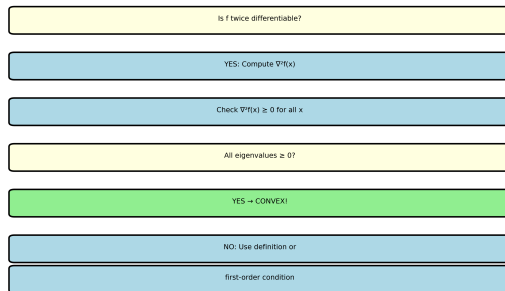 Is f twice differentiable?
YES: Compute ∇²f(x)
Check ∇²f(x) ≥ 0 for all x
All eigenvalues ≥ 0?
YES → CONVEX!
NO: Use definition or
first-order condition